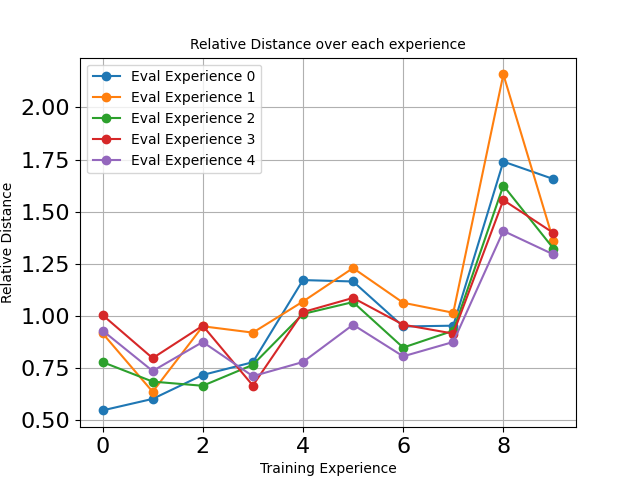 Relative Distance over each experience
Eval Experience 0
Eval Experience 1
Eval Experience 2
Eval Experience 3
Eval Experience 4
Relative Distance
2.00
1.75
1.50
1.25
1.00
0.75
0.50
0 2 4 6 8
Training Experience